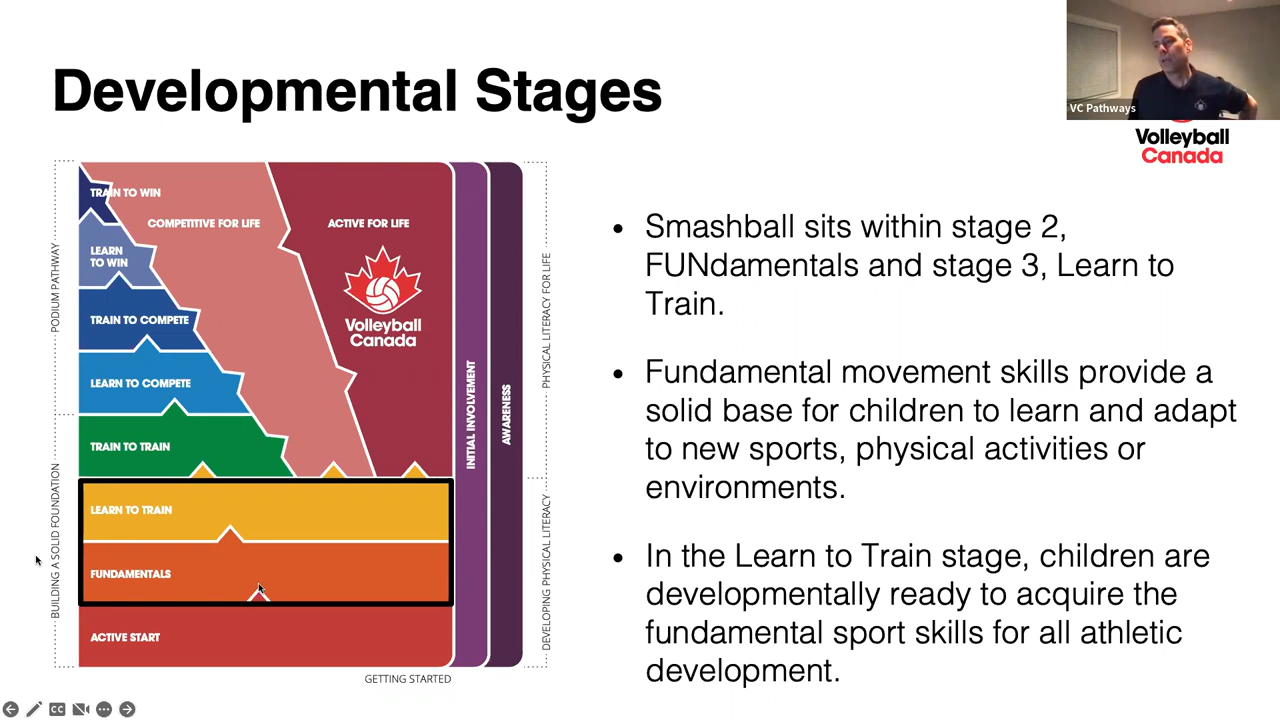 Developmental Stages
VC Pathways
Volleyball
Canada
TRAIN TO WIN
COMPETITIVE FOR LIFE
ACTIVE FOR LIFE
LEARN
TO WIN
TRAIN TO COMPETE
Volleyball
Canada
LEARN TO COMPETE
TRAIN TO TRAIN
LEARN TO TRAIN
FUNDAMENTALS
ACTIVE START
PODIUM PATHWAY
BUILDING A SOLID FOUNDATION
INITIAL INVOLVEMENT
AWARENESS
PHYSICAL LITERACY FOR LIFE
DEVELOPING PHYSICAL LITERACY
GETTING STARTED
• Smashball sits within stage 2,
FUNdamentals and stage 3, Learn to
Train.
• Fundamental movement skills provide a
solid base for children to learn and adapt
to new sports, physical activities or
environments.
• In the Learn to Train stage, children are
developmentally ready to acquire the
fundamental sport skills for all athletic
development.
CC